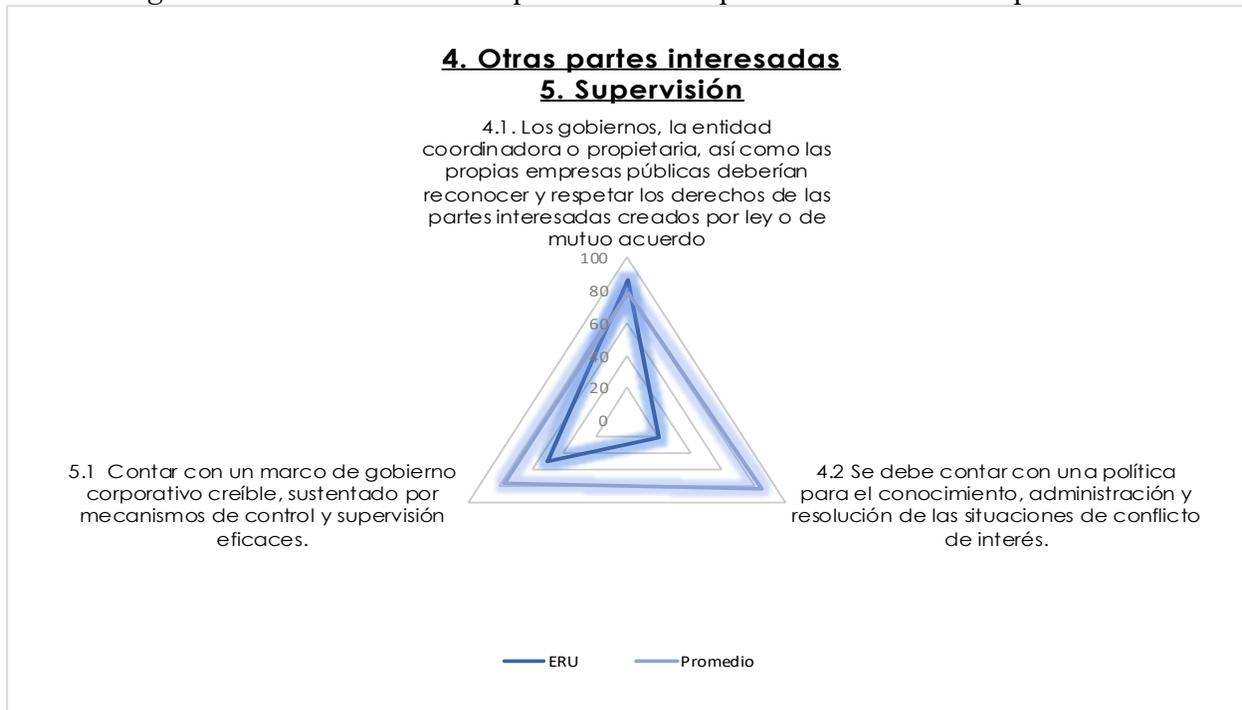 4. Otras partes interesadas
5. Supervisión
4.1. Los gobiernos, la entidad
coordinadora o propietaria, así como las
propias empresas públicas deberían
reconocer y respetar los derechos de las
partes interesadas creados por ley o de
mutuo acuerdo
100
80
60
40
20
0
5.1 Contar con un marco de gobierno
corporativo creíble, sustentado por
mecanismos de control y supervisión
eficaces.
4.2 Se debe contar con una política
para el conocimiento, administración y
resolución de las situaciones de conflicto
de interés.
ERU
Promedio